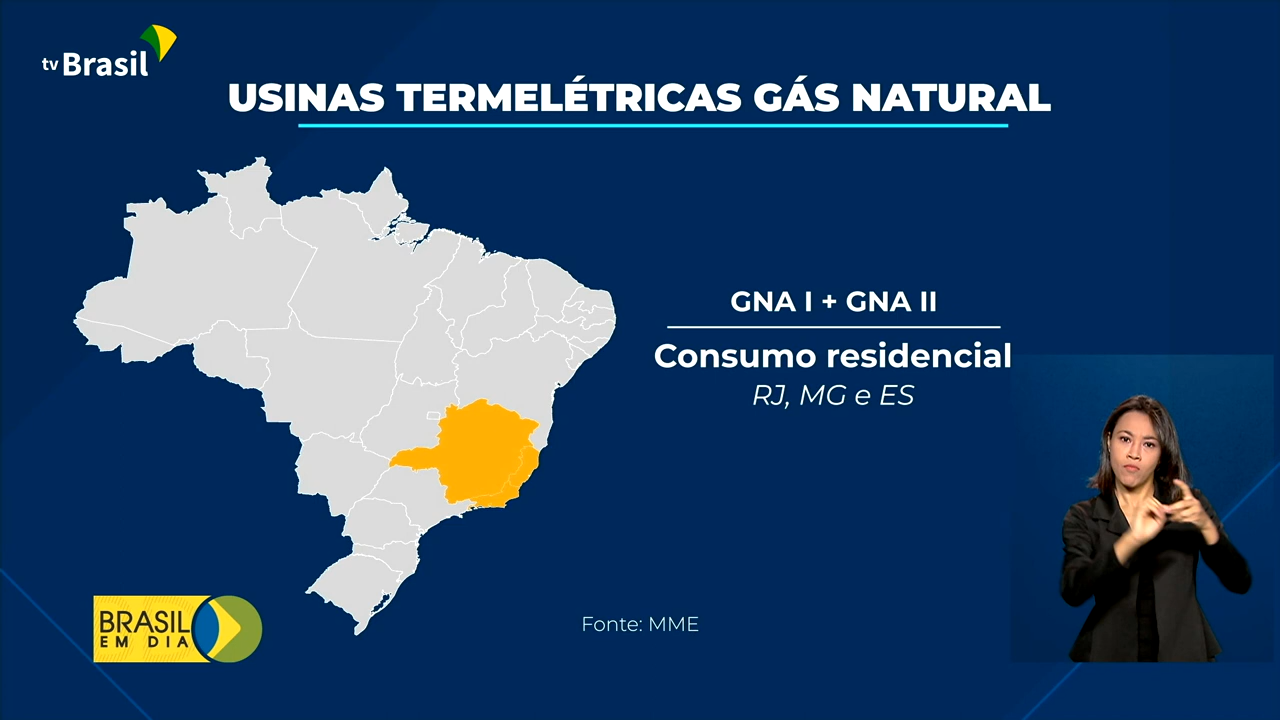 tv Brasil
USINAS TERMELÉTRICAS GÁS NATURAL
GNA I + GNA II
Consumo residencial
RJ, MG e ES
BRASIL
EM DIA
Fonte: MME